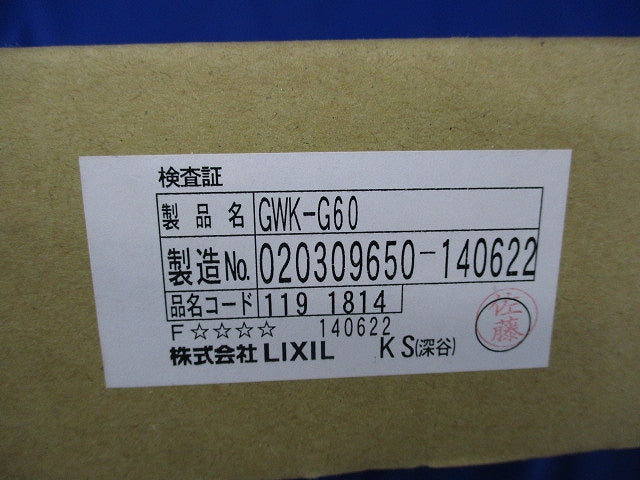 検査証
製品名 GWK-G60
製造No. 020309650-140622
品名コード 119 1814
F☆☆☆☆ 140622
株式会社 LIXIL KS(深谷)
佐藤